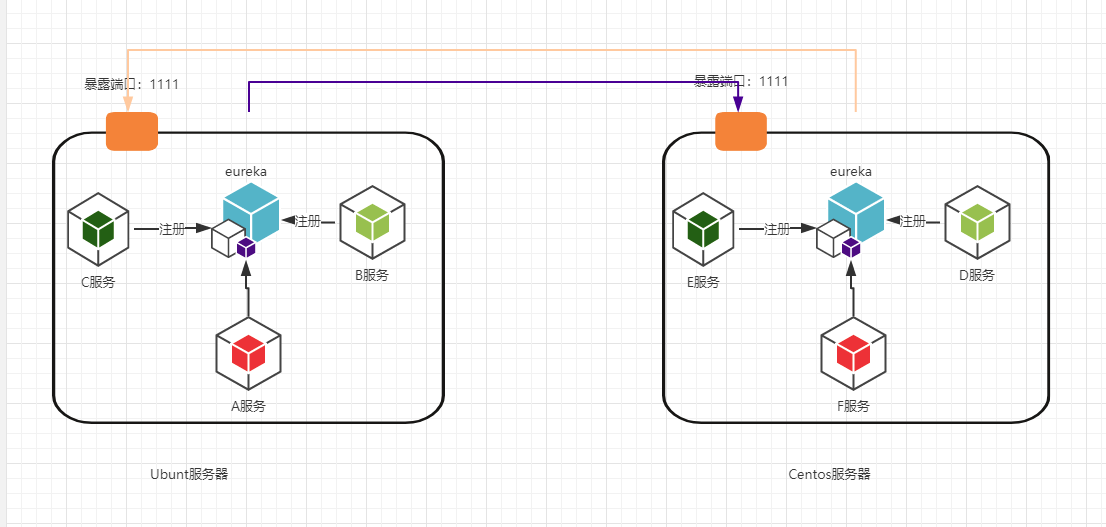 暴露端口：1111
暴露端口：1111
eureka
eureka
注册
注册
注册
注册
C服务
B服务
E服务
D服务
A服务
F服务
Ubunt服务器
Centos服务器